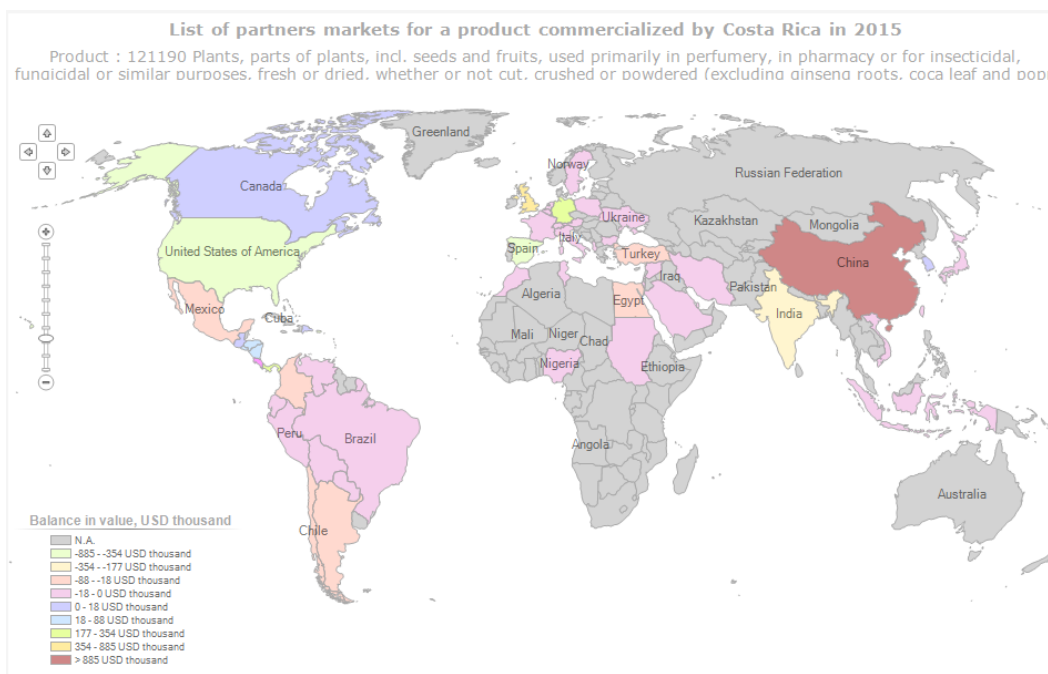 List of partners markets for a product commercialized by Costa Rica in 2015
Product : 121190 Plants, parts of plants, incl. seeds and fruits, used primarily in perfumery, in pharmacy or for insecticidal,
fungicidal or similar purposes, fresh or dried, whether or not cut, crushed or powdered (excluding ginseng roots, coca leaf and popp
Greenland
Norway
Russian Federation
Canada
Ukraine
Kazakhstan
Mongolia
United States of America
Spain
Italy
Turkey
China
Mexico
Cuba
Algeria
Iraq
Pakistan
Egypt
India
Mali
Niger
Chad
Nigeria
Ethiopia
Peru
Brazil
Angola
Australia
Chile
Balance in value, USD thousand
N.A.
-885 - -354 USD thousand
-354 - -177 USD thousand
-88 - -18 USD thousand
-18 - 0 USD thousand
0 - 18 USD thousand
18 - 88 USD thousand
177 - 354 USD thousand
354 - 885 USD thousand
> 885 USD thousand